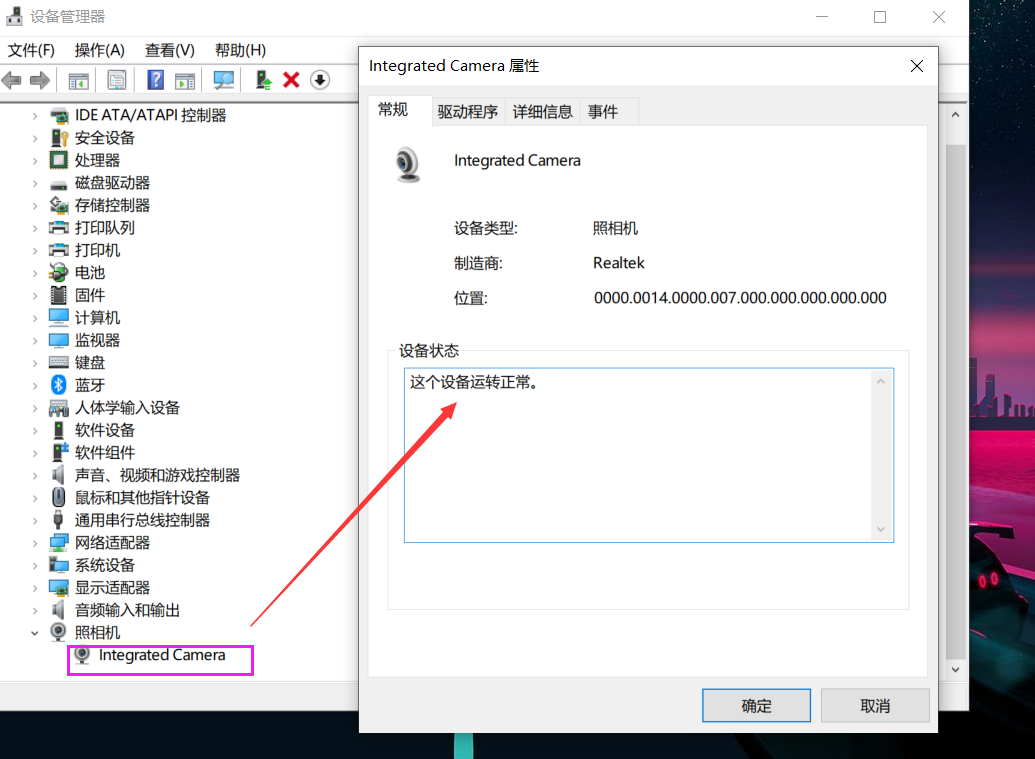 设备管理器
文件(F) 操作(A) 查看(V) 帮助(H)
IDE ATA/ATAPI 控制器
安全设备
处理器
磁盘驱动器
存储控制器
打印队列
打印机
电池
固件
计算机
监视器
键盘
蓝牙
人体学输入设备
软件设备
软件组件
声音、视频和游戏控制器
鼠标和其他指针设备
通用串行总线控制器
网络适配器
系统设备
显示适配器
音频输入和输出
照相机
Integrated Camera
Integrated Camera 属性
常规 驱动程序 详细信息 事件
Integrated Camera
设备类型: 照相机
制造商: Realtek
位置: 0000.0014.0000.007.000.000.000.000.000
设备状态
这个设备运转正常。
确定 取消